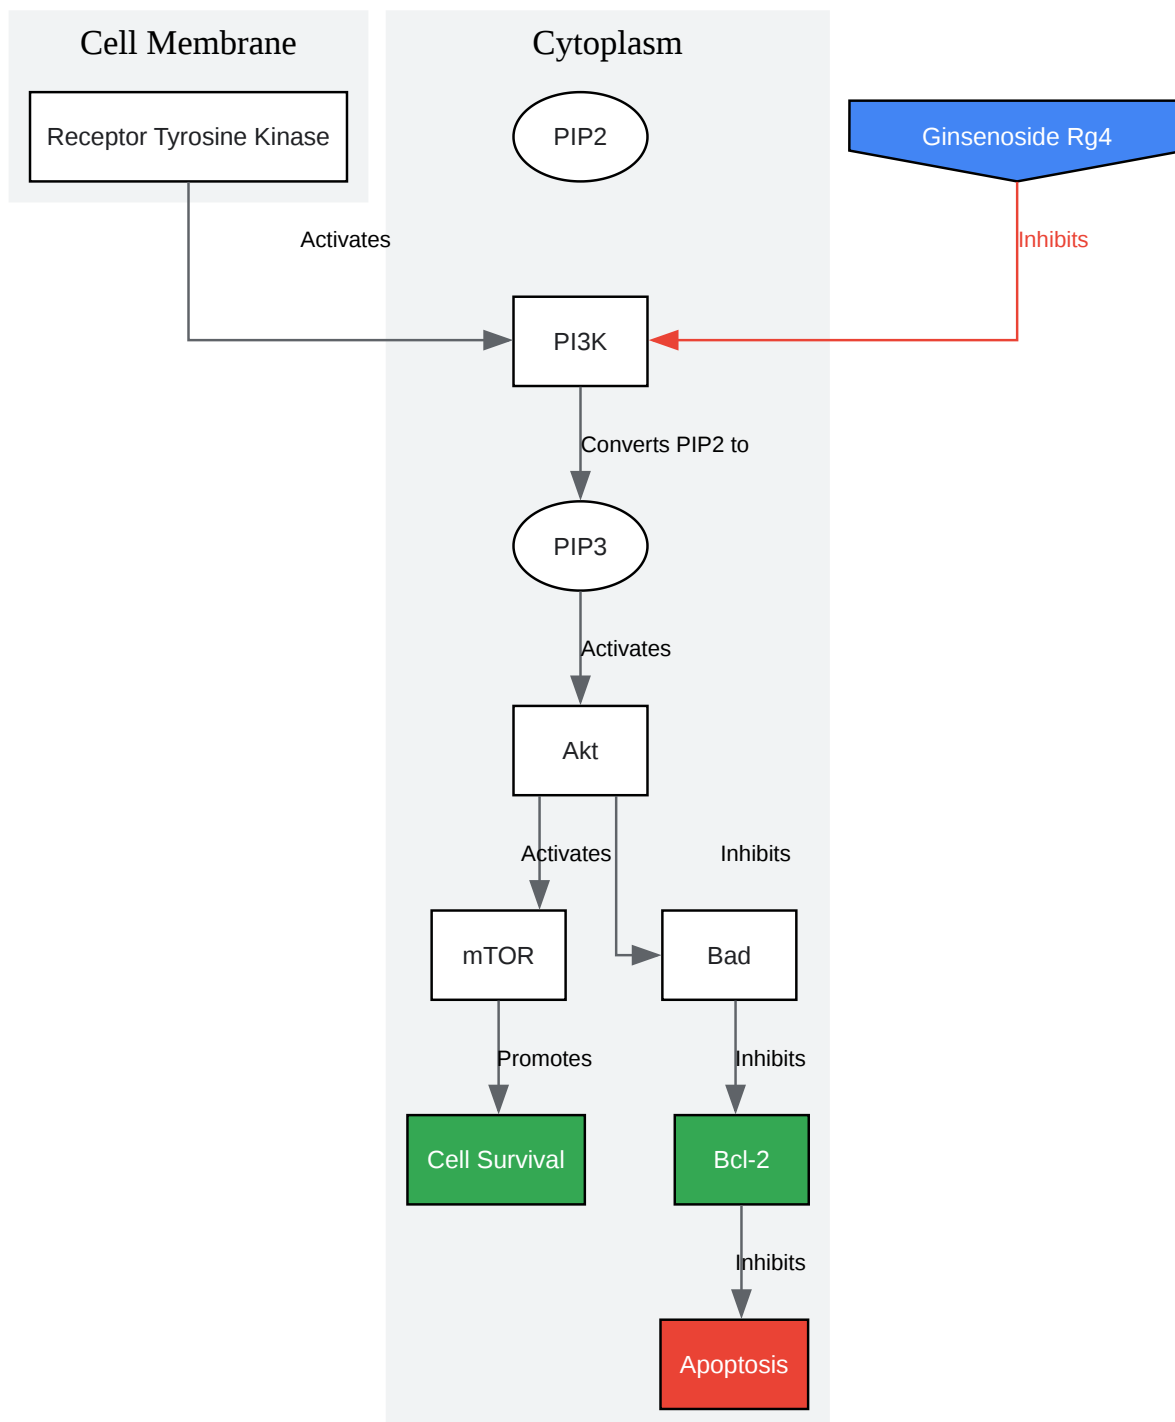 Cell Membrane
Cytoplasm
Receptor Tyrosine Kinase
PIP2
Ginsenoside Rg4
Activates
Inhibits
PI3K
Converts PIP2 to
PIP3
Activates
Akt
Activates
Inhibits
mTOR
Bad
Promotes
Inhibits
Cell Survival
Bcl-2
Inhibits
Apoptosis